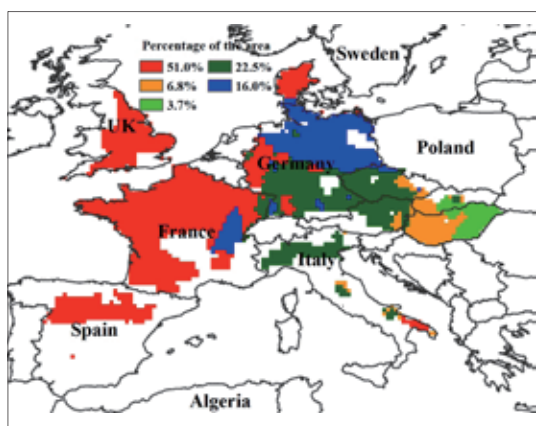 Percentage of the area
51.0% 22.5%
6.8% 16.0%
3.7%
Sweden
UK
Poland
Germany
France
Italy
Spain
Algeria